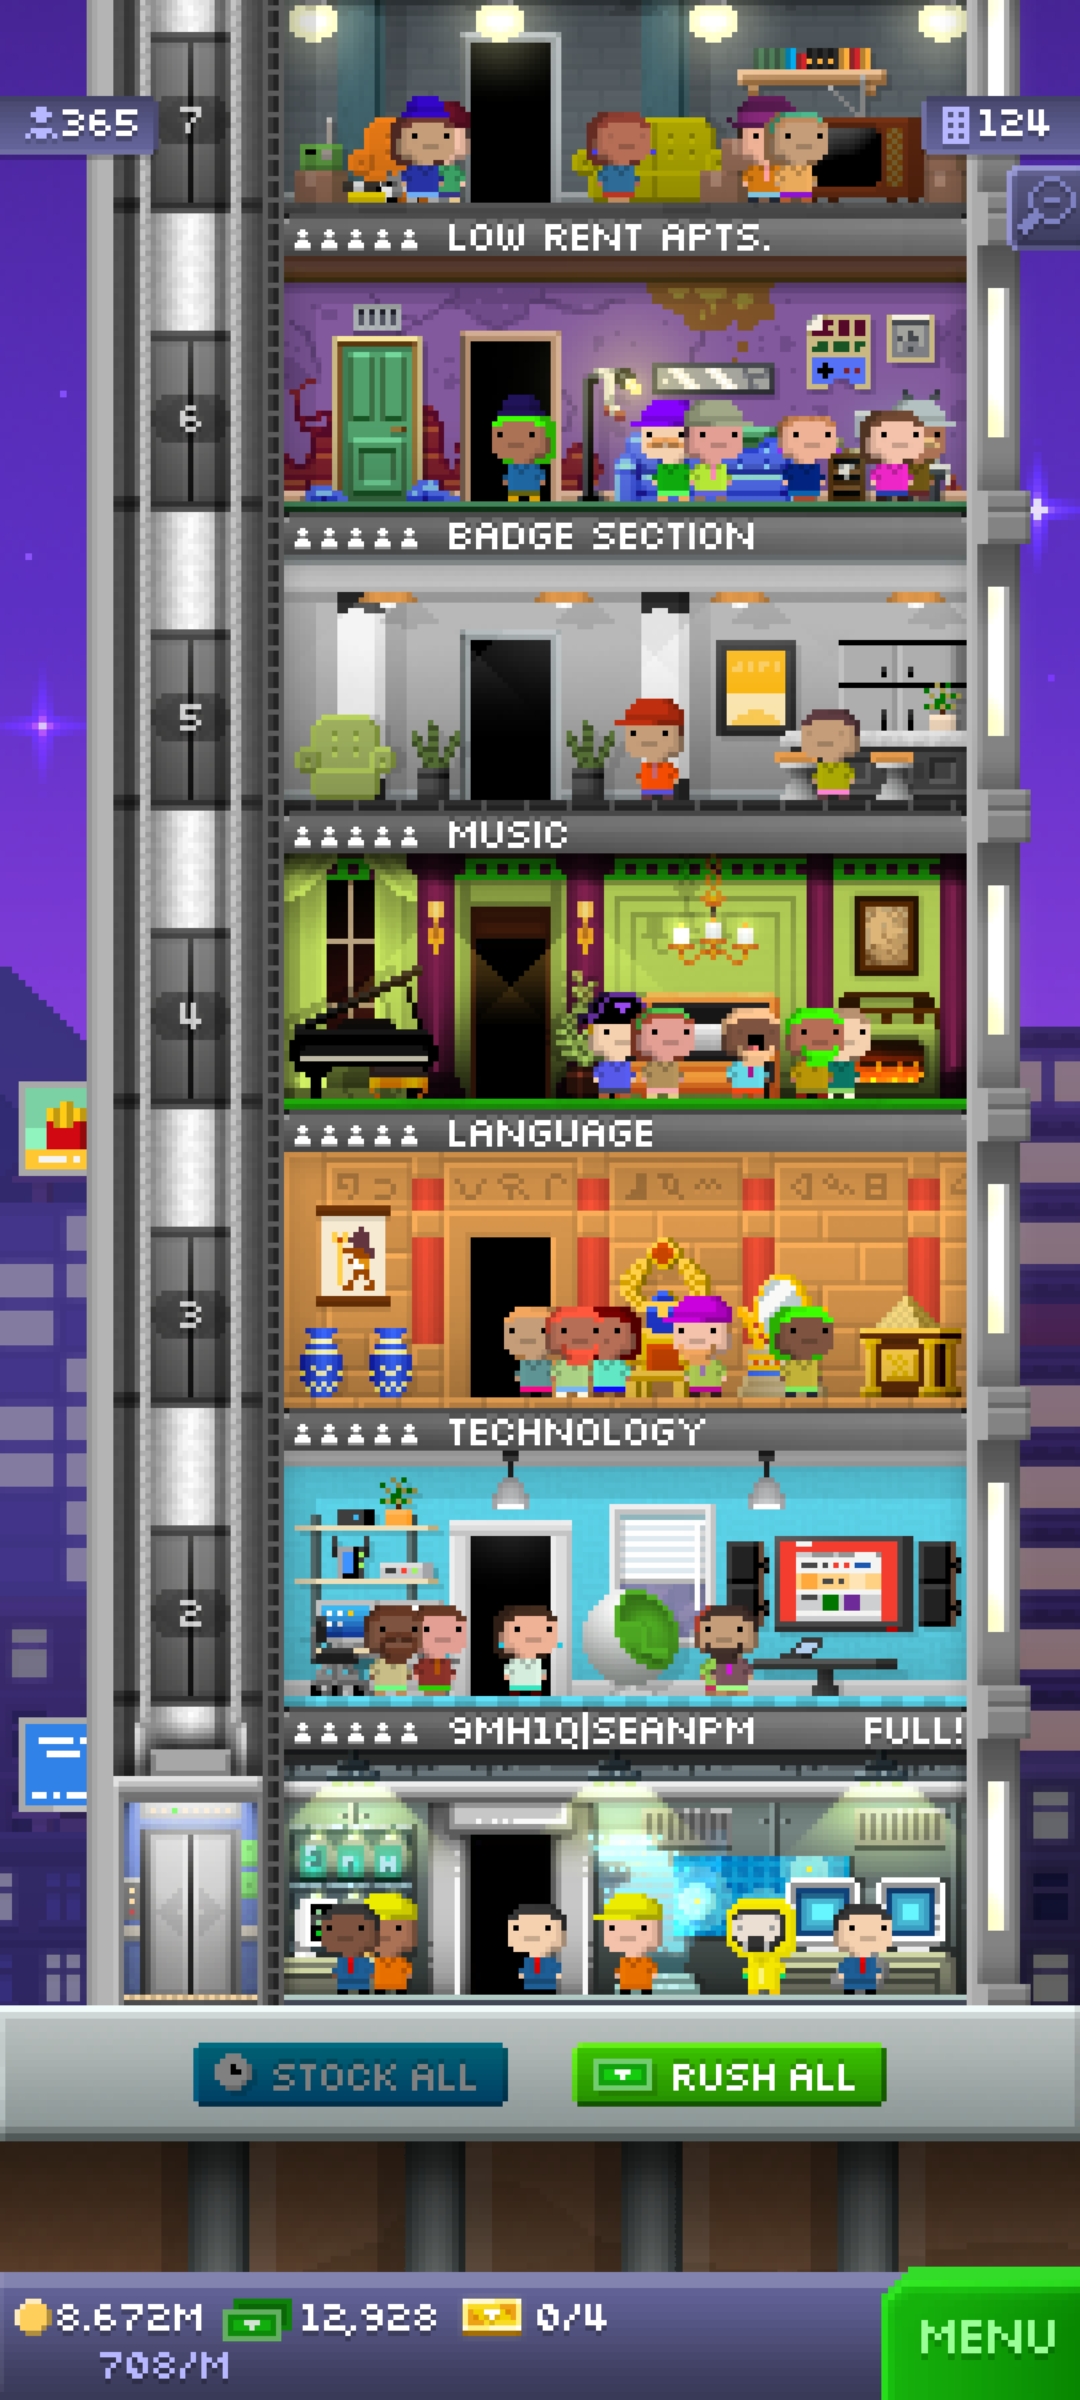 7
365
124
LOW RENT APTS.
6
BADGE SECTION
5
MUSIC
4
LANGUAGE
3
TECHNOLOGY
2
9MH1Q|SEANPM FULL!
STOCK ALL
RUSH ALL
8.672M
12,928
0/4
708/M
MENU